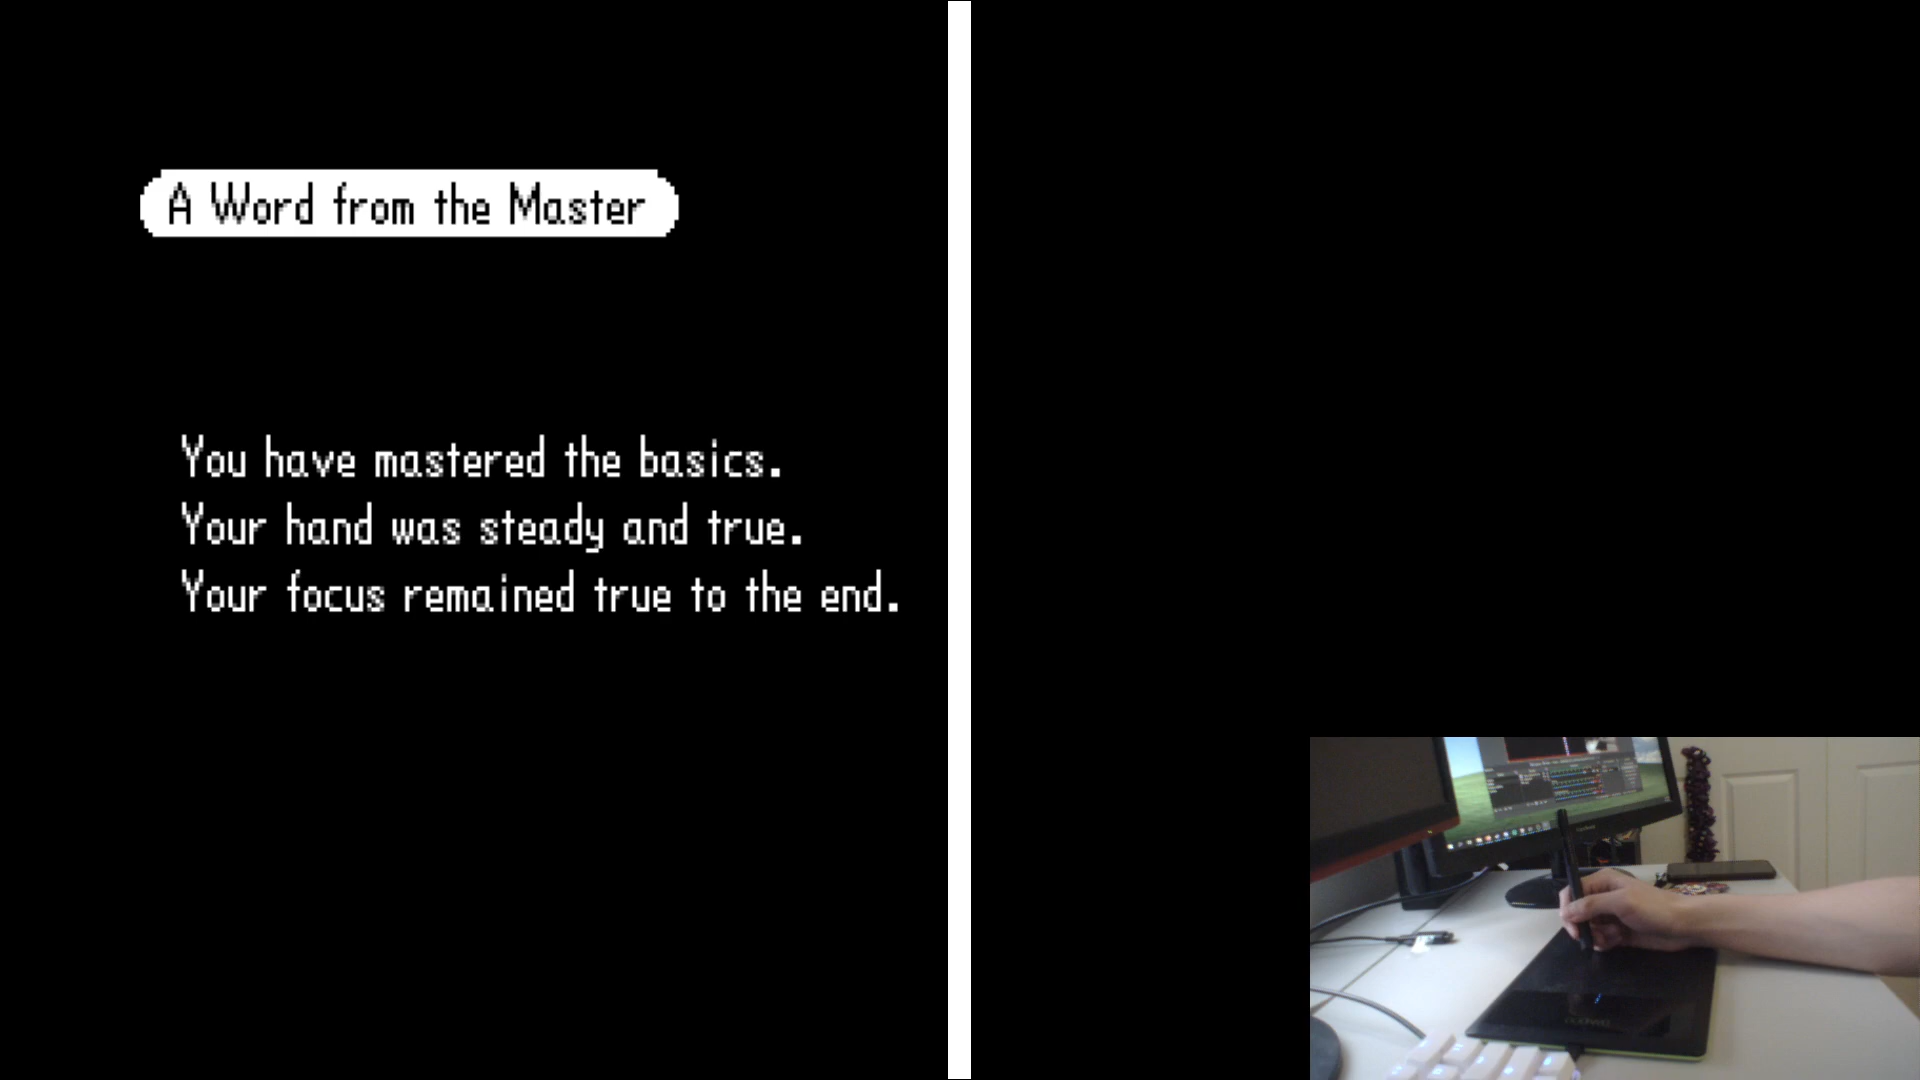 A Word from the Master
You have mastered the basics.
Your hand was steady and true.
Your focus remained true to the end.